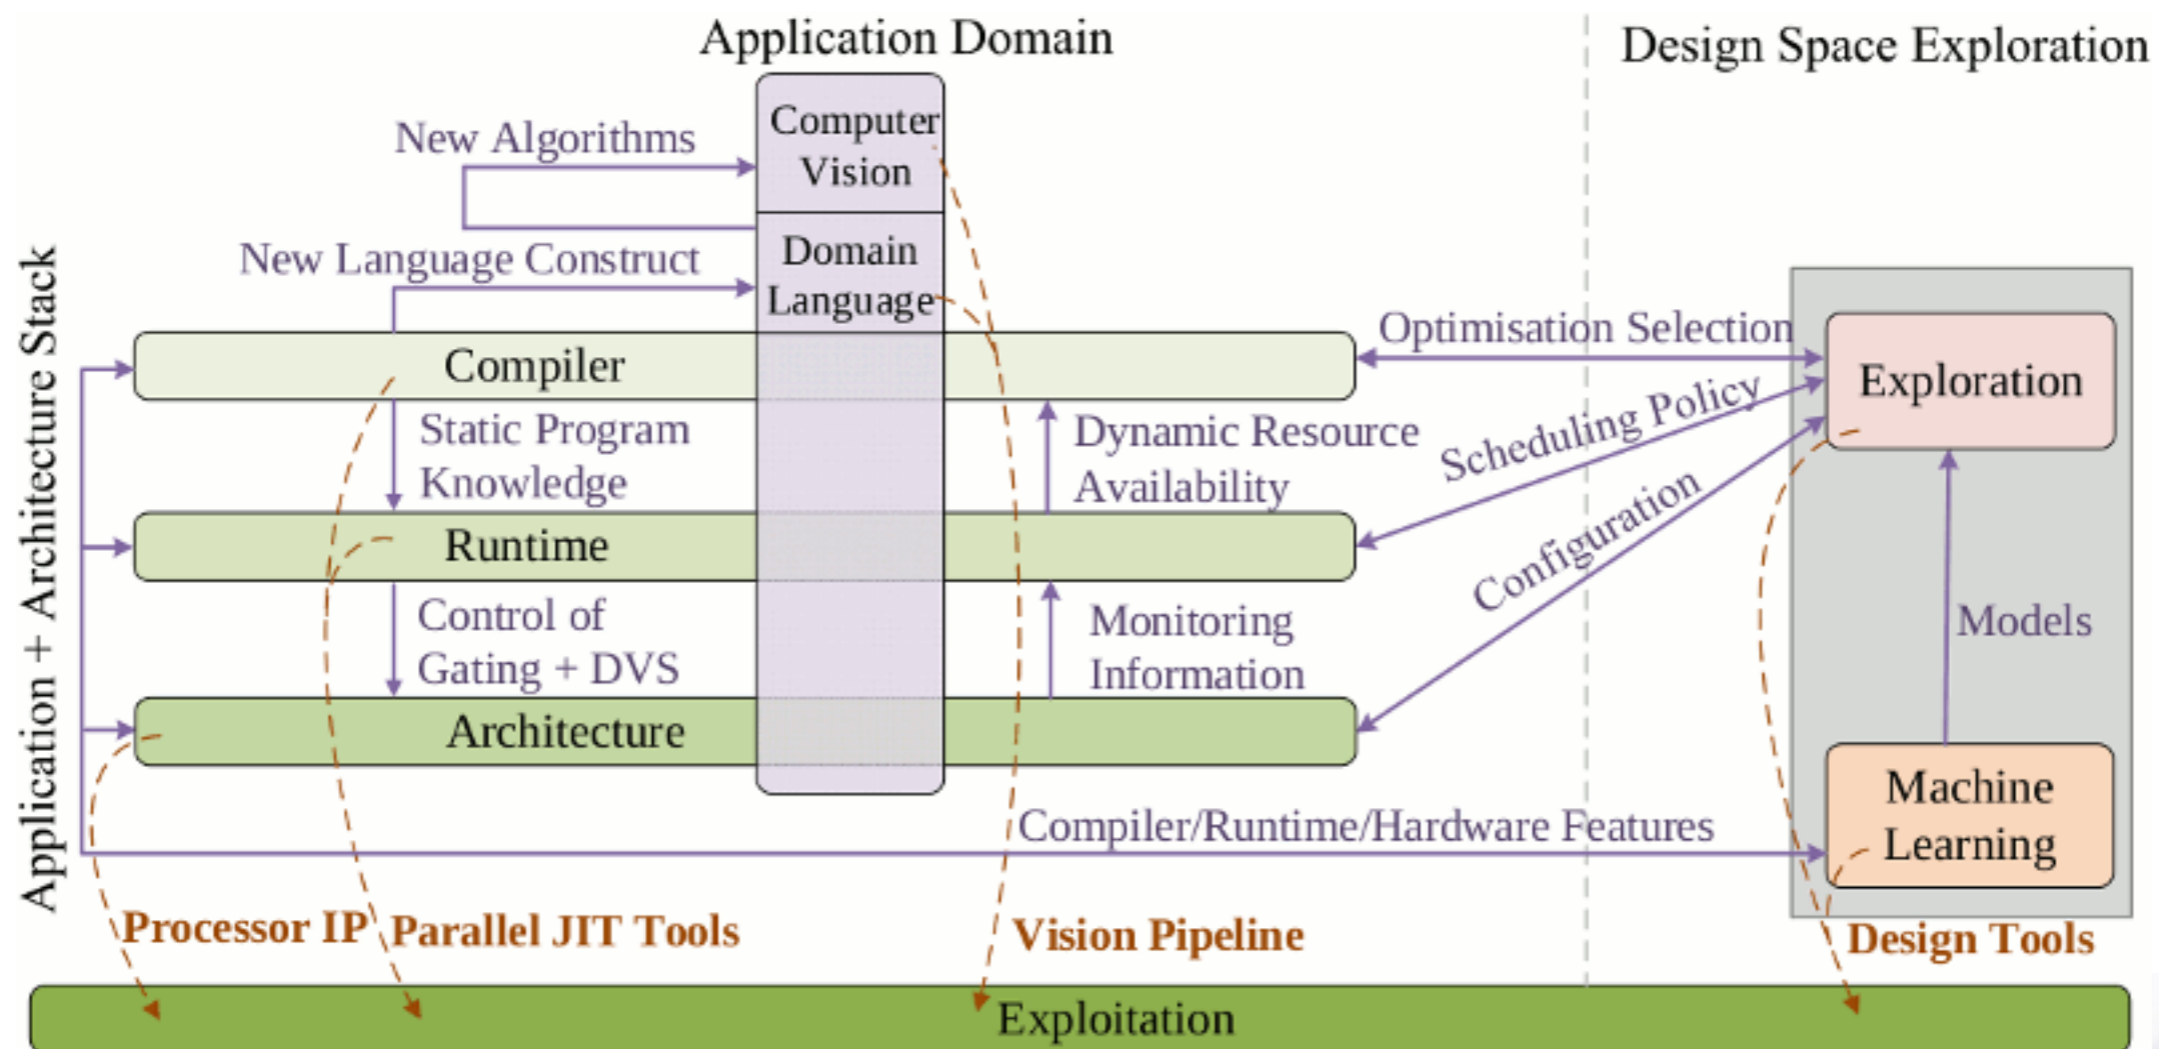 Application Domain
Design Space Exploration
Computer
Vision
New Algorithms
Domain
Language
New Language Construct
Application + Architecture Stack
Compiler
Optimisation Selection
Exploration
Static Program
Knowledge
Dynamic Resource
Availability
Scheduling Policy
Runtime
Configuration
Control of
Gating + DVS
Monitoring
Information
Models
Architecture
Machine
Learning
Compiler/Runtime/Hardware Features
Processor IP
Parallel JIT Tools
Vision Pipeline
Design Tools
Exploitation